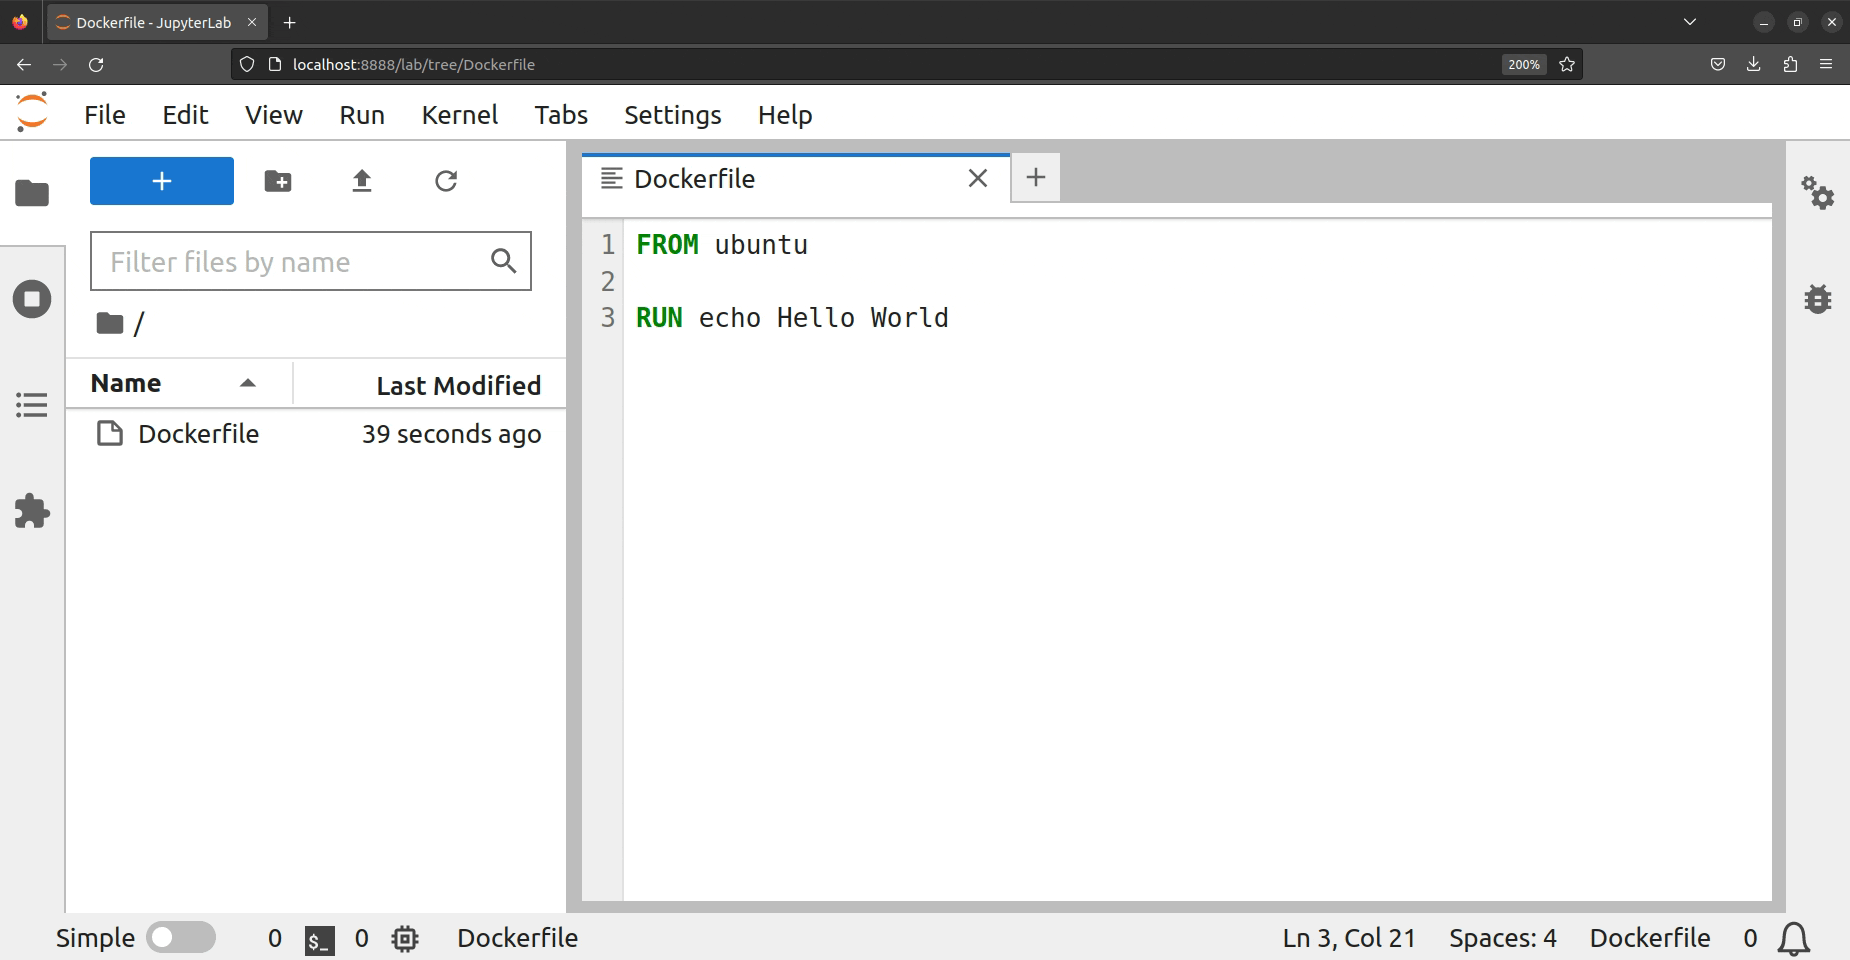 Dockerfile - JupyterLab
localhost:8888/lab/tree/Dockerfile
200%
File Edit View Run Kernel Tabs Settings Help
Filter files by name
/
Name Last Modified
Dockerfile 39 seconds ago
Dockerfile
1 FROM ubuntu
2
3 RUN echo Hello World
Simple 0 $_ 0 Dockerfile Ln 3, Col 21 Spaces: 4 Dockerfile 0